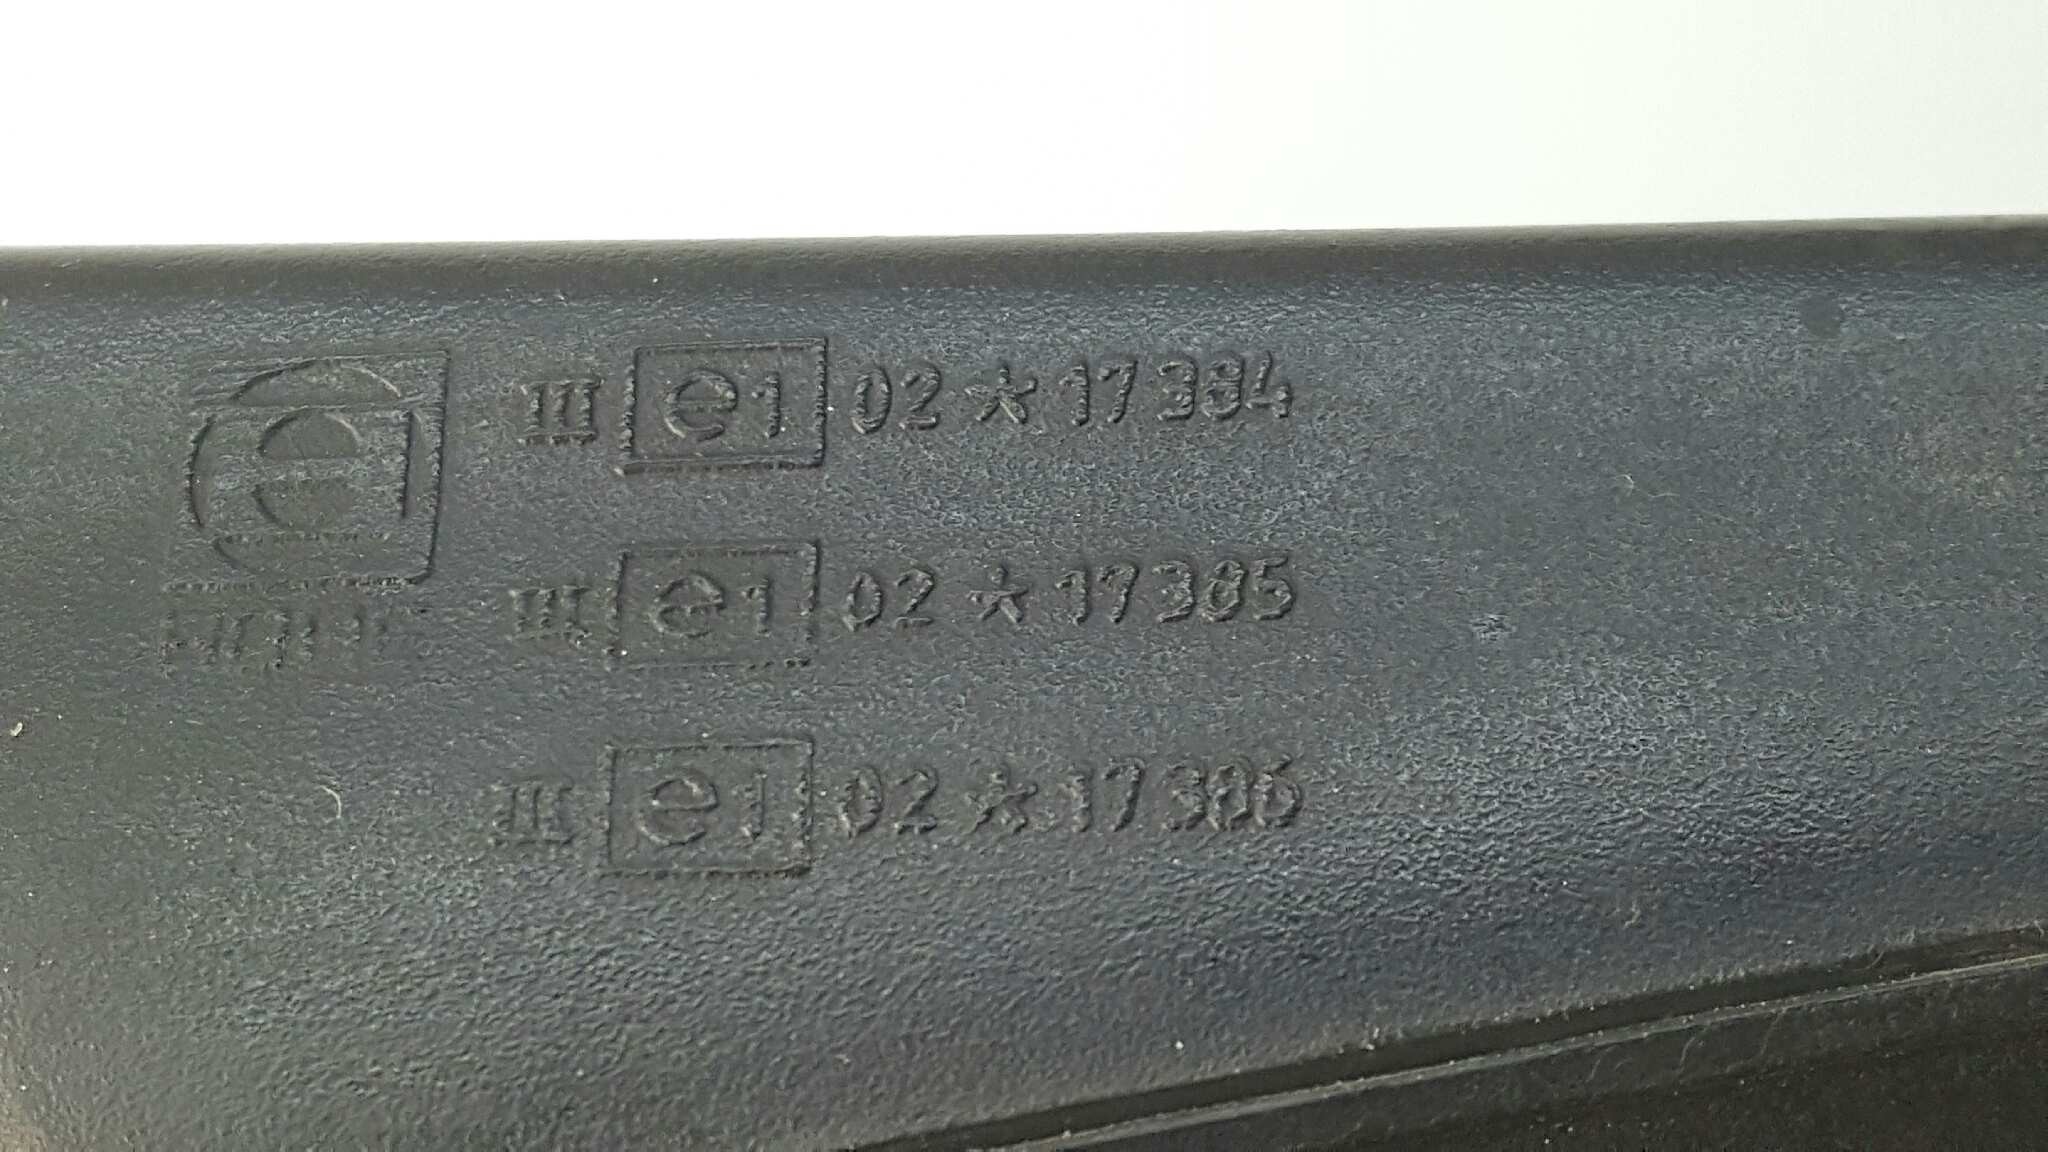 III e1 02 * 17384
III e1 02 * 17385
III e1 02 * 17386